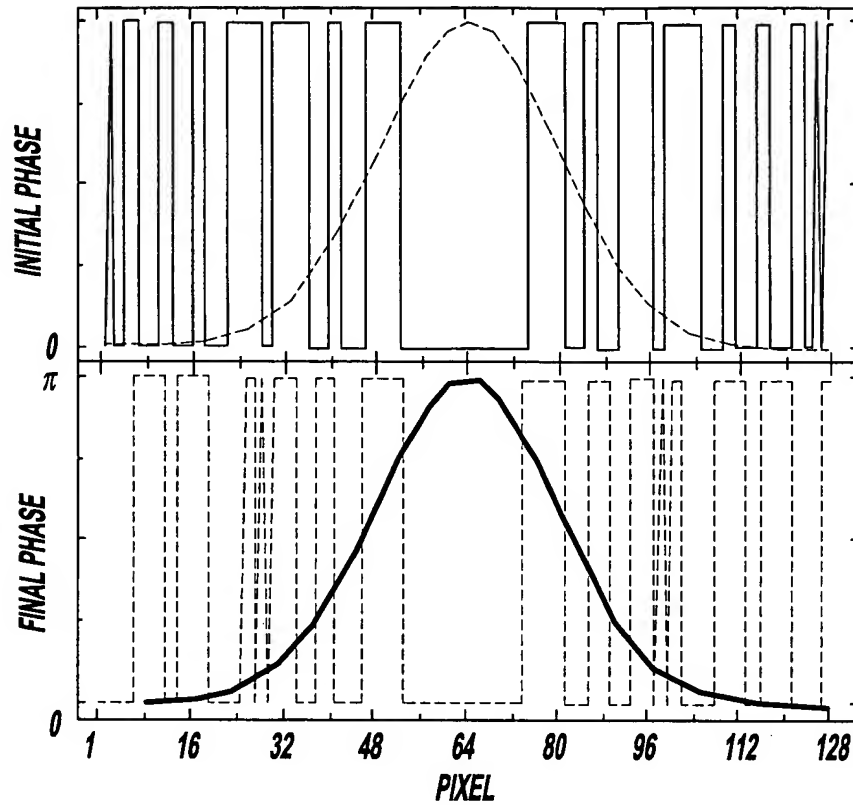 INITIAL PHASE
0
π
FINAL PHASE
0
1 16 32 48 64 80 96 112 128
PIXEL